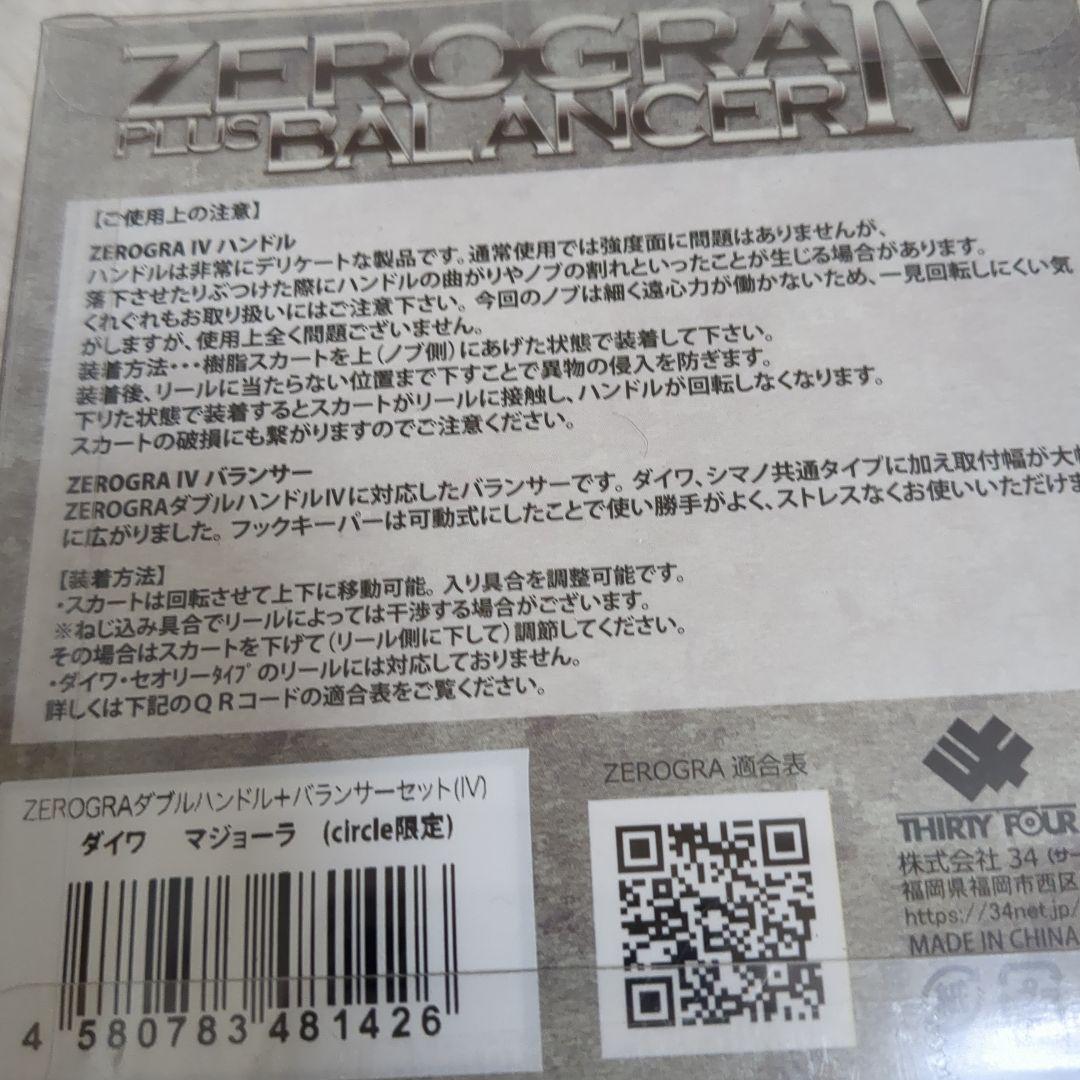 ZEROGRA IV
PLUS BALANCER
【ご使用上の注意】
ZEROGRA IV ハンドル
ハンドルは非常にデリケートな製品です。通常使用では強度面に問題はありませんが、
落下させたりぶつけた際にハンドルの曲がりやノブの割れといったことが生じる場合があります。
くれぐれもお取り扱いにはご注意下さい。今回のノブは細く遠心力が働かないため、一見回転しにくい気
がしますが、使用上全く問題ございません。
装着方法･･･樹脂スカートを上(ノブ側)にあげた状態で装着して下さい。
装着後、リールに当たらない位置まで下すことで異物の侵入を防ぎます。
下りた状態で装着するとスカートがリールに接触し、ハンドルが回転しなくなります。
スカートの破損にも繋がりますのでご注意ください。
ZEROGRA IV バランサー
ZEROGRAダブルハンドルIVに対応したバランサーです。ダイワ、シマノ共通タイプに加え取付幅が大幅
に広がりました。フックキーパーは可動式にしたことで使い勝手がよく、ストレスなくお使いいただけま
【装着方法】
・スカートは回転させて上下に移動可能。入り具合を調整可能です。
※ねじ込み具合でリールによっては干渉する場合がございます。
その場合はスカートを下げて(リール側に下して)調節してください。
・ダイワ・セオリータイプのリールには対応しておりません。
詳しくは下記のQRコードの適合表をご覧ください。
ZEROGRAダブルハンドル+バランサーセット(IV)
ダイワ マジョーラ (circle限定)
4 580783 481426
ZEROGRA 適合表
34
THIRTY FOUR
株式会社 34 (サー
福岡県福岡市西区
https://34net.jp/
MADE IN CHINA
紙